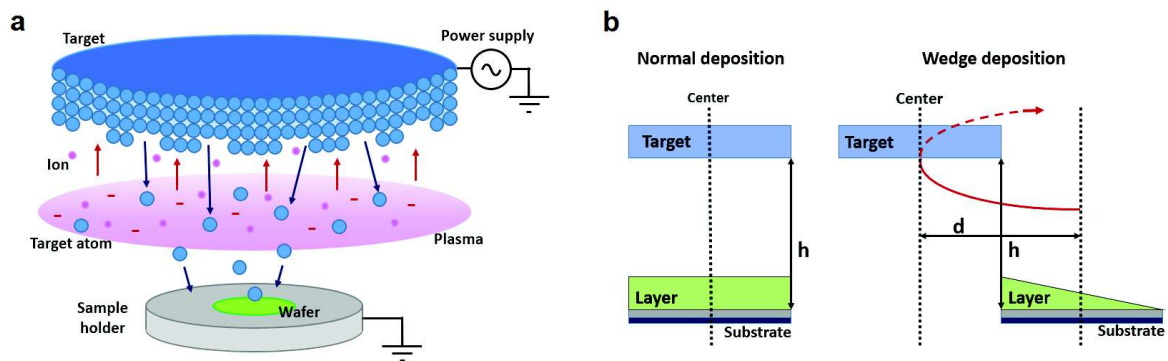 a
Target
Power supply
Ion
-
-
-
-
-
-
-
-
Target atom
Plasma
Sample
holder
Wafer
b
Normal deposition
Center
Target
h
Layer
Substrate
Wedge deposition
Center
Target
d
h
Layer
Substrate